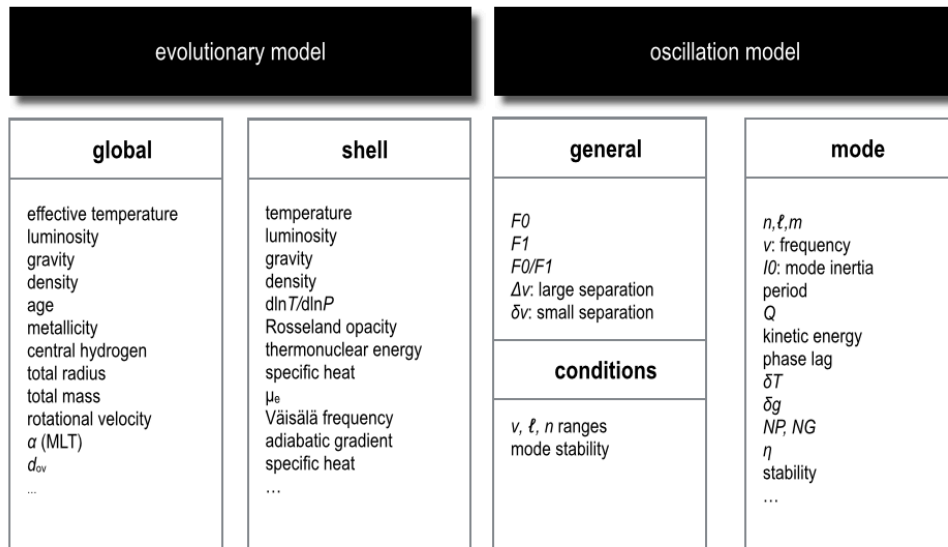 evolutionary model
oscillation model
global
effective temperature
luminosity
gravity
density
age
metallicity
central hydrogen
total radius
total mass
rotational velocity
α (MLT)
dov
...
shell
temperature
luminosity
gravity
density
dlnT/dlnP
Rosseland opacity
thermonuclear energy
specific heat
μe
Väisälä frequency
adiabatic gradient
specific heat
…
general
F0
F1
F0/F1
Δν: large separation
δν: small separation
conditions
ν, ℓ, n ranges
mode stability
mode
n,ℓ,m
ν: frequency
I0: mode inertia
period
Q
kinetic energy
phase lag
δT
δg
NP, NG
η
stability
…